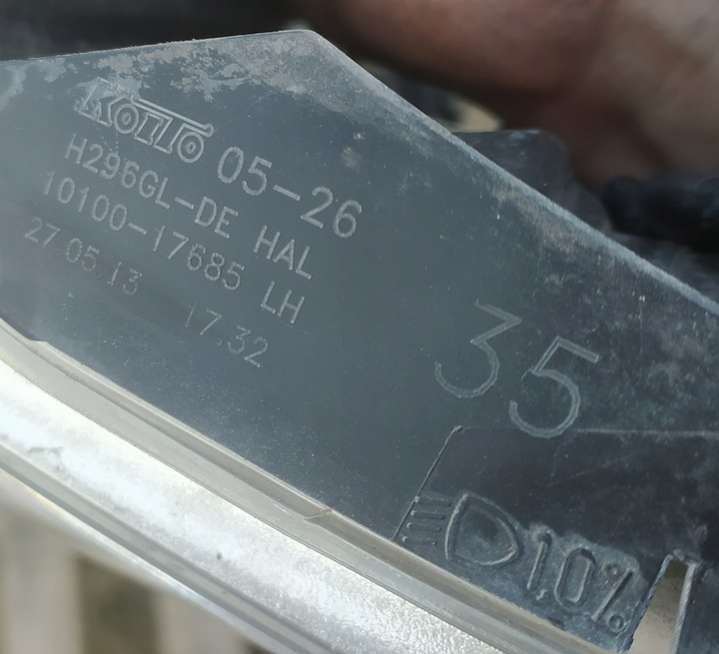 KOITO 05-26
H296GL-DE HAL
10100-17685 LH
27.05.13 17.32
35
1,0%